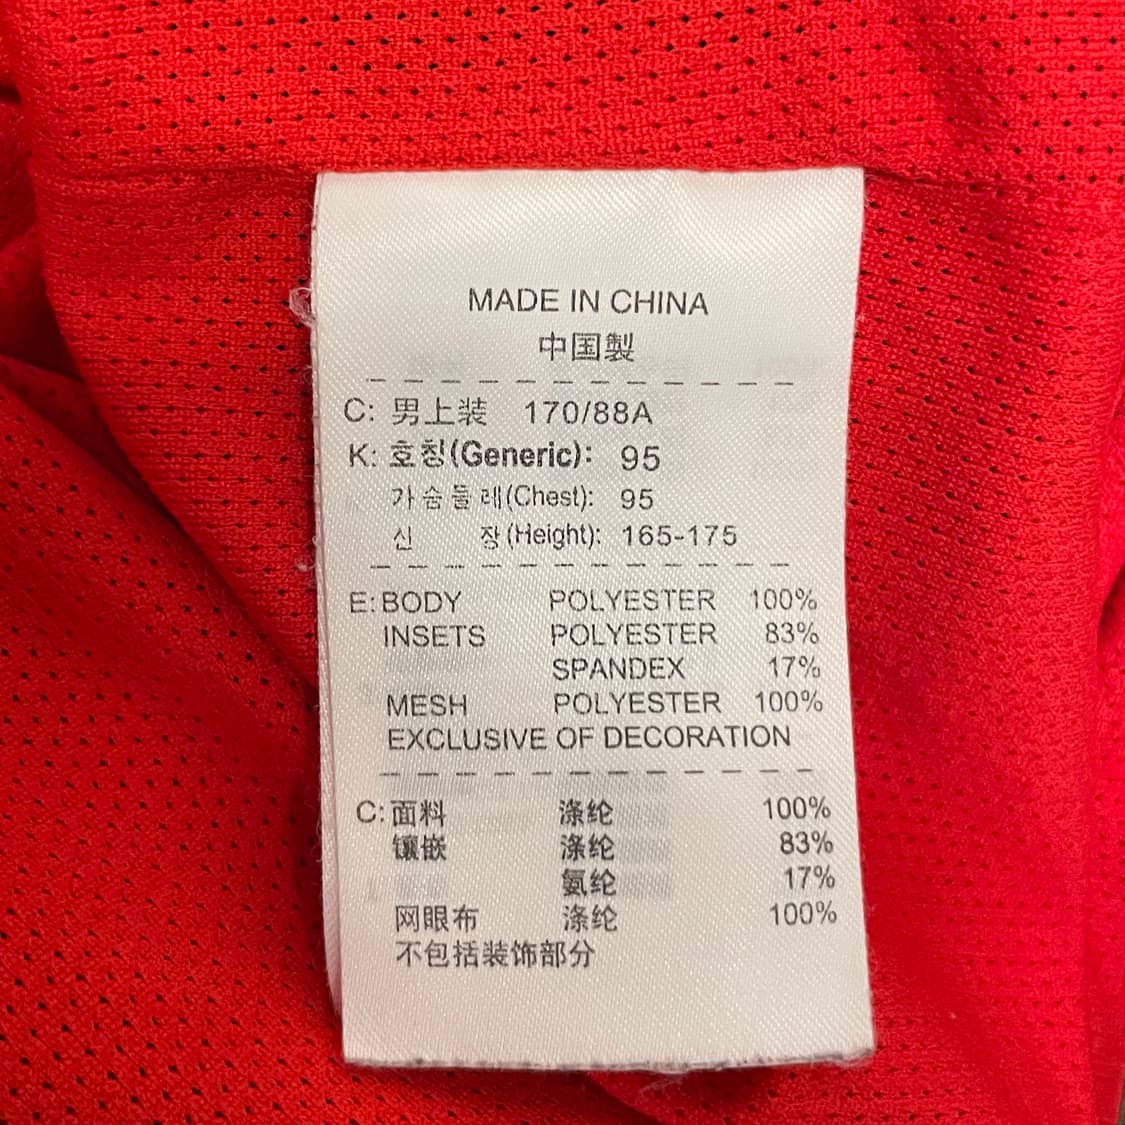 MADE IN CHINA
中国製
C: 男上装 170/88A
K: 호칭(Generic): 95
가슴둘레(Chest): 95
신 장(Height): 165-175
E: BODY POLYESTER 100%
INSETS POLYESTER 83%
SPANDEX 17%
MESH POLYESTER 100%
EXCLUSIVE OF DECORATION
C: 面料 涤纶 100%
镶嵌 涤纶 83%
氨纶 17%
网眼布 涤纶 100%
不包括装饰部分